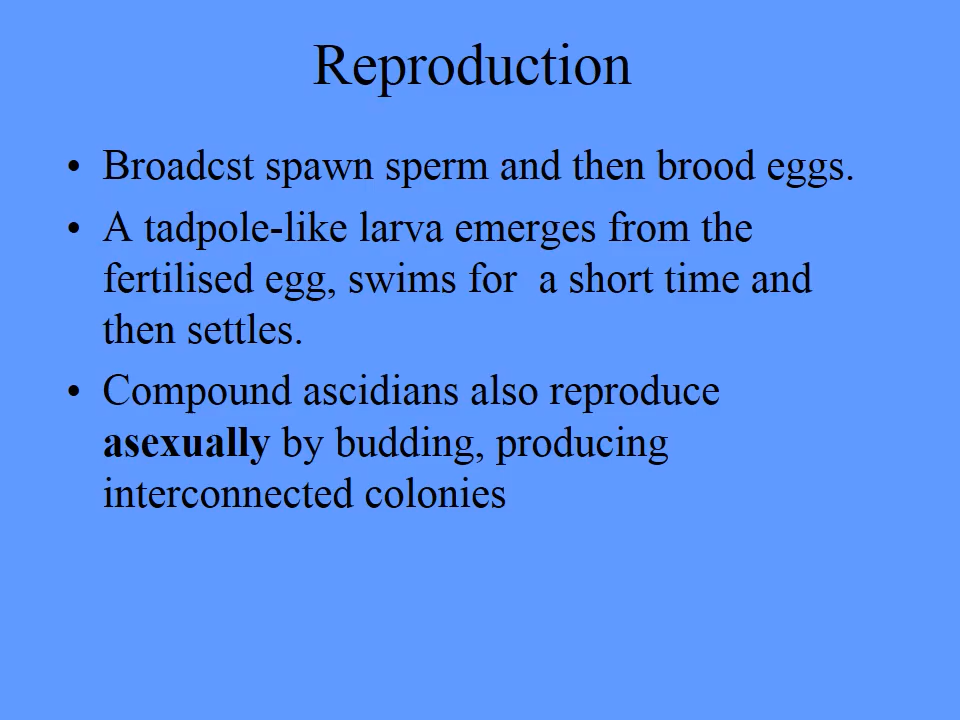 Reproduction
• Broadcst spawn sperm and then brood eggs.
• A tadpole-like larva emerges from the
fertilised egg, swims for  a short time and
then settles.
• Compound ascidians also reproduce
asexually by budding, producing
interconnected colonies